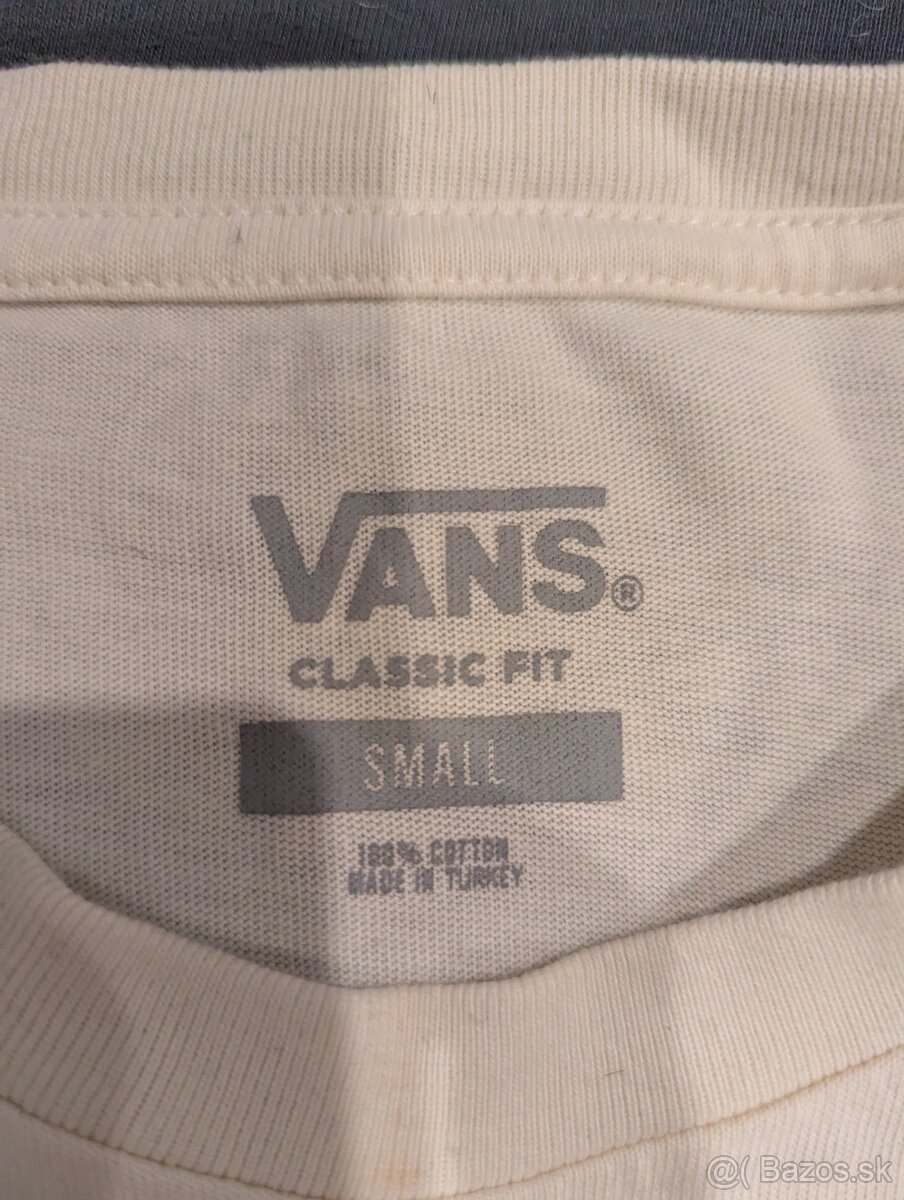 VANS®
CLASSIC FIT
SMALL
100% COTTON
MADE IN TURKEY
@( Bazos.sk